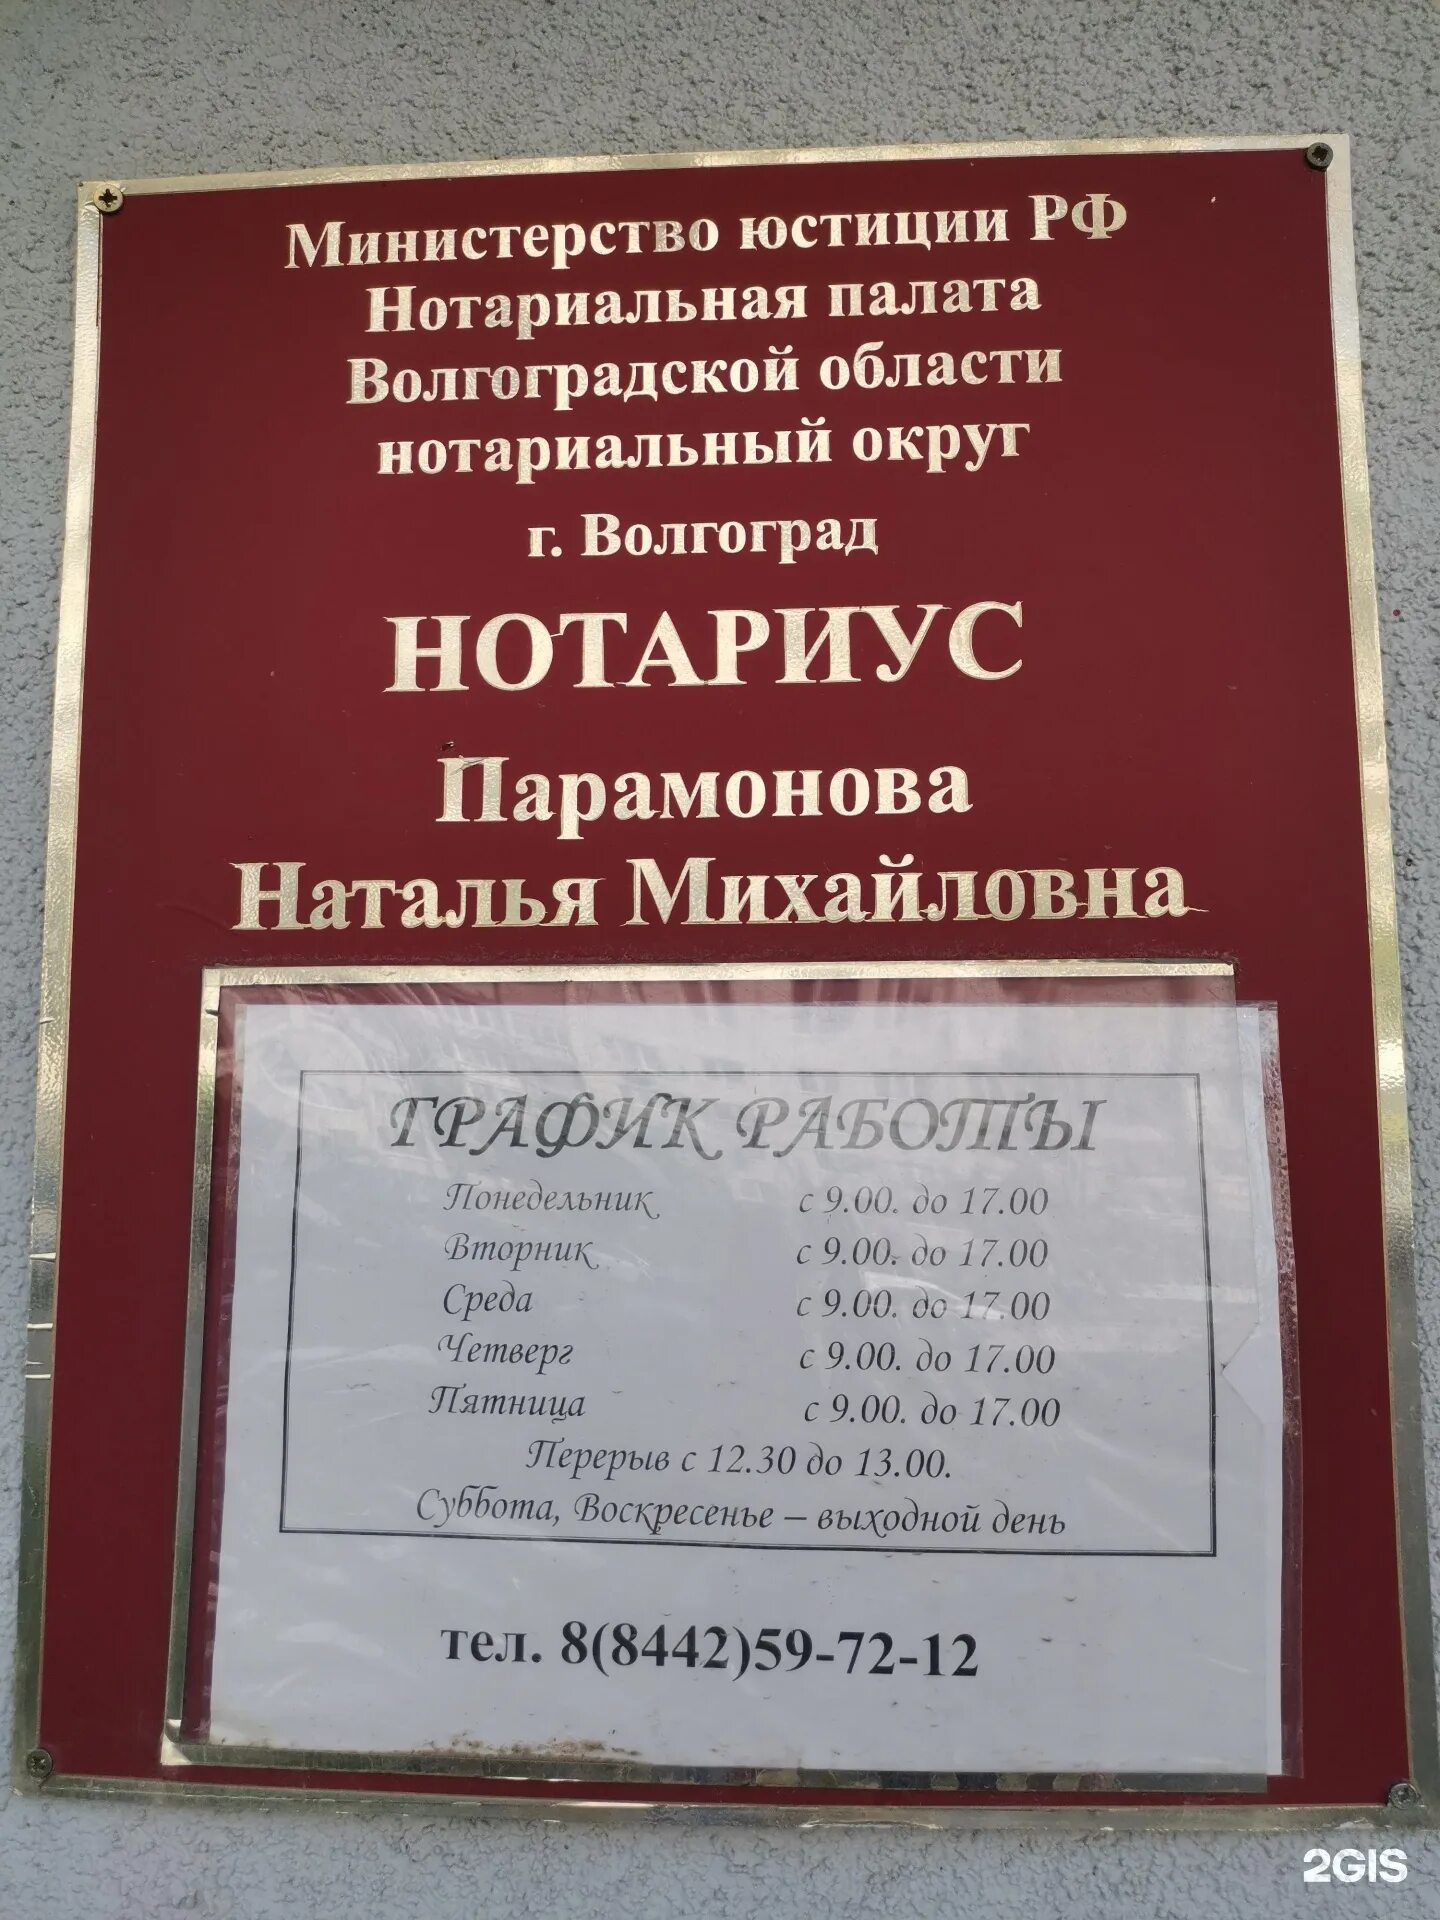 Министерство юстиции РФ
Нотариальная палата
Волгоградской области
нотариальный округ
г. Волгоград
НОТАРИУС
Парамонова
Наталья Михайловна
ГРАФИК РАБОТЫ
Понедельник с 9.00. до 17.00
Вторник с 9.00. до 17.00
Среда с 9.00. до 17.00
Четверг с 9.00. до 17.00
Пятница с 9.00. до 17.00
Перерыв с 12.30 до 13.00.
Суббота, Воскресенье – выходной день
тел. 8(8442)59-72-12
2GIS